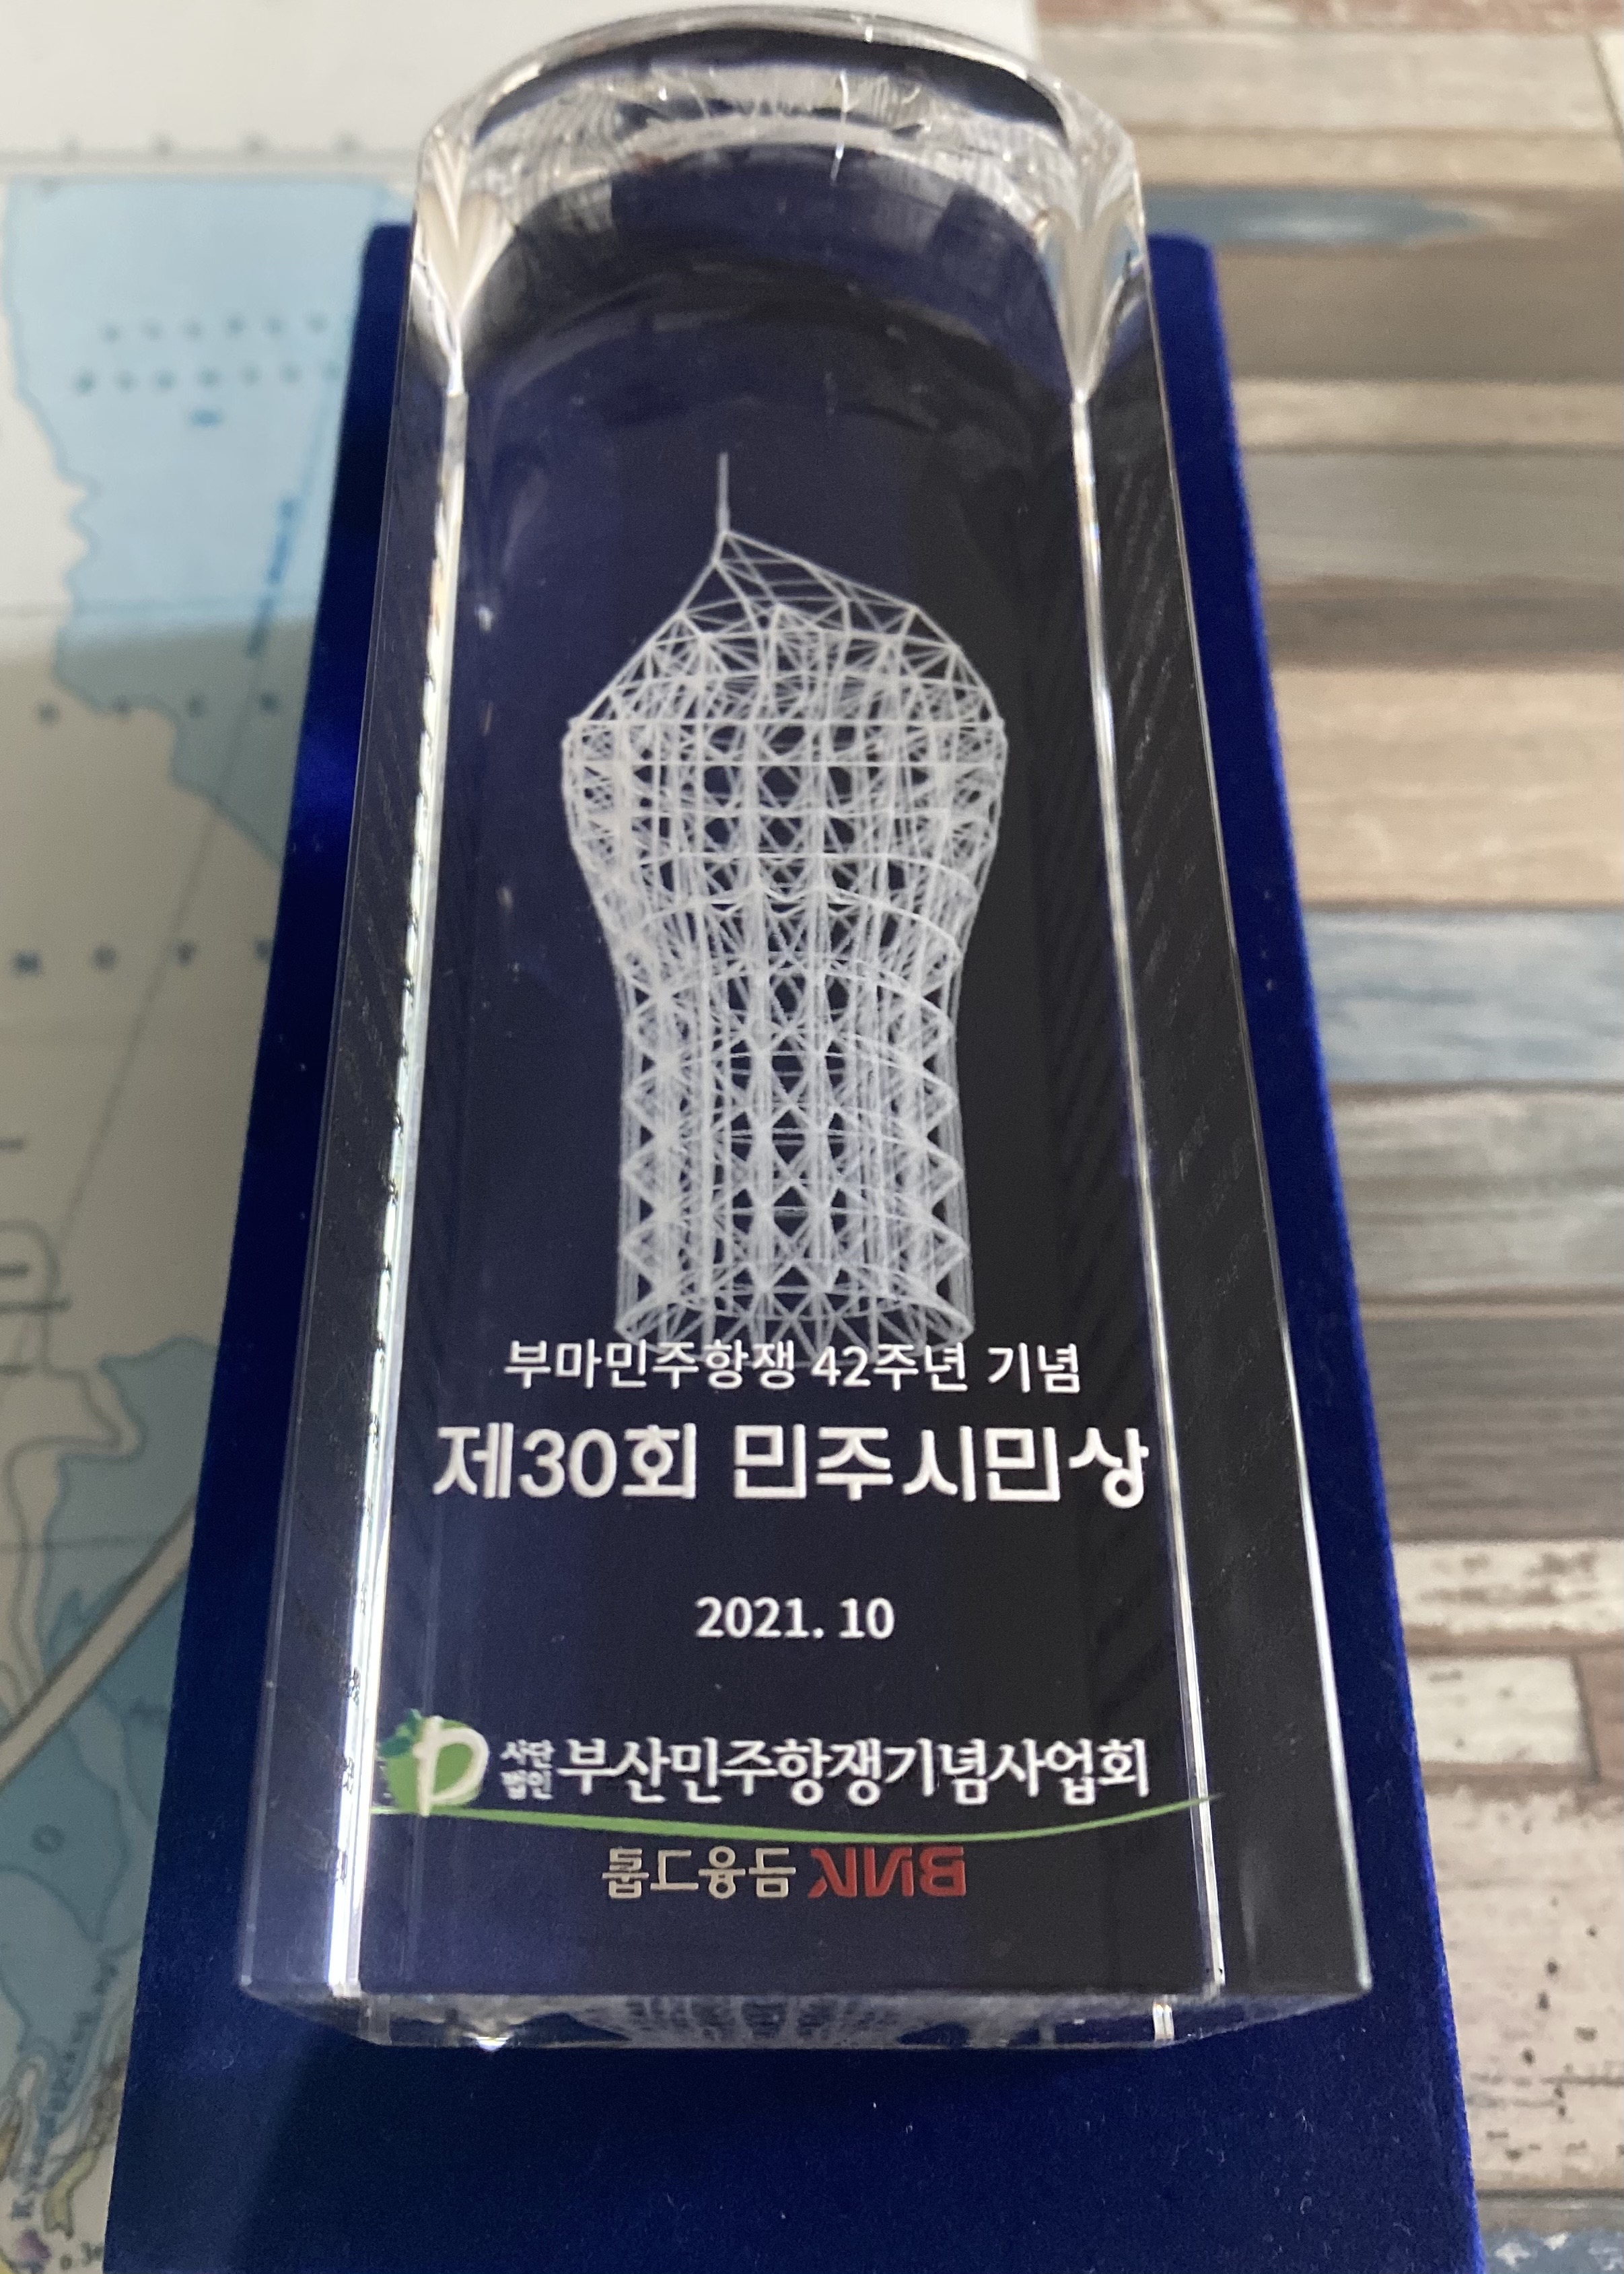 부마민주항쟁 42주년 기념
제30회 민주시민상
2021. 10
사단법인 부산민주항쟁기념사업회
BNK 금융그룹